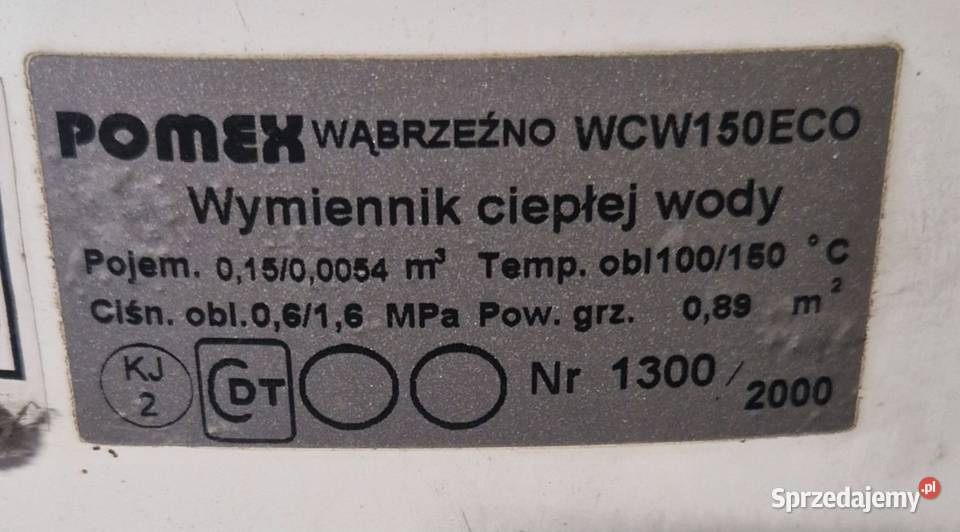 POMEX WĄBRZEŹNO WCW150ECO
Wymiennik ciepłej wody
Pojem. 0,15/0,0054 m³ Temp. obl100/150 °C
Ciśn. obl.0,6/1,6 MPa Pow. grz. 0,89 m²
KJ
2
CDT
Nr 1300/2000
Sprzedajemy.pl